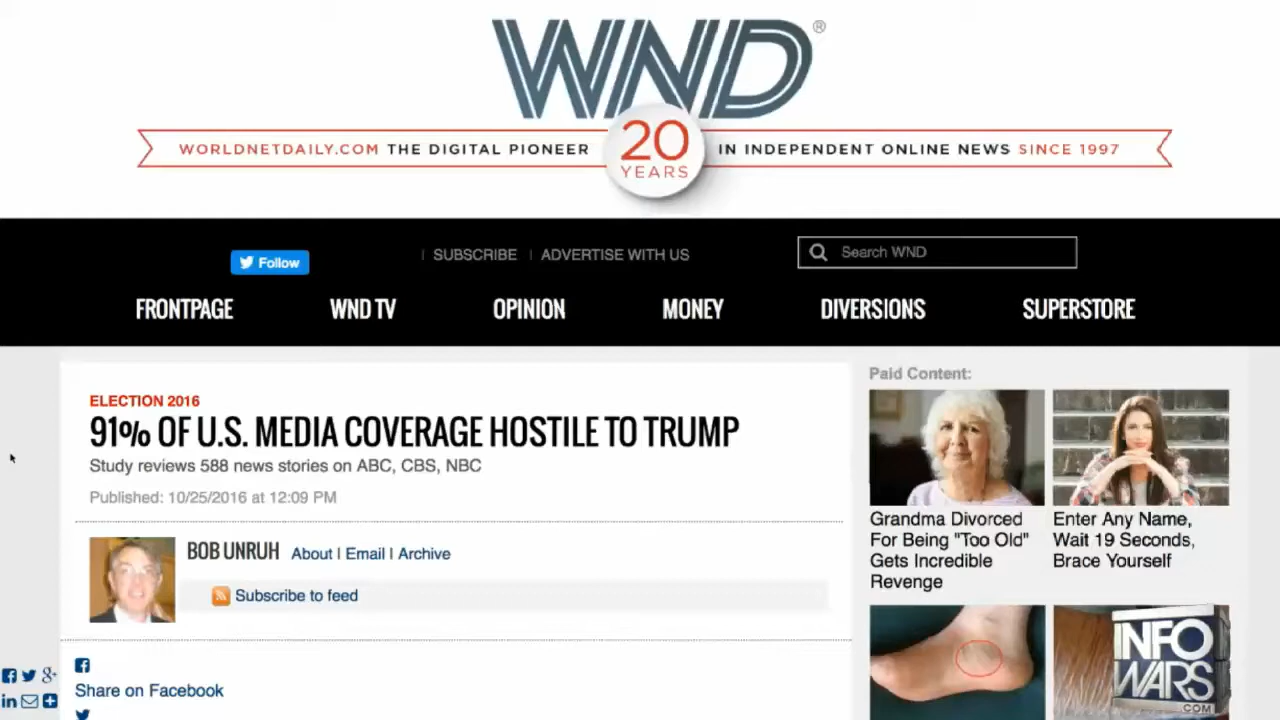 WND®
WORLDNETDAILY.COM THE DIGITAL PIONEER 20 YEARS IN INDEPENDENT ONLINE NEWS SINCE 1997
Follow
| SUBSCRIBE | ADVERTISE WITH US
Search WND
FRONTPAGE WND TV OPINION MONEY DIVERSIONS SUPERSTORE
ELECTION 2016
91% OF U.S. MEDIA COVERAGE HOSTILE TO TRUMP
Study reviews 588 news stories on ABC, CBS, NBC
Published: 10/25/2016 at 12:09 PM
BOB UNRUH About | Email | Archive
Subscribe to feed
Share on Facebook
Paid Content:
Grandma Divorced
For Being "Too Old"
Gets Incredible
Revenge
Enter Any Name,
Wait 19 Seconds,
Brace Yourself
INFO
WARS
.COM